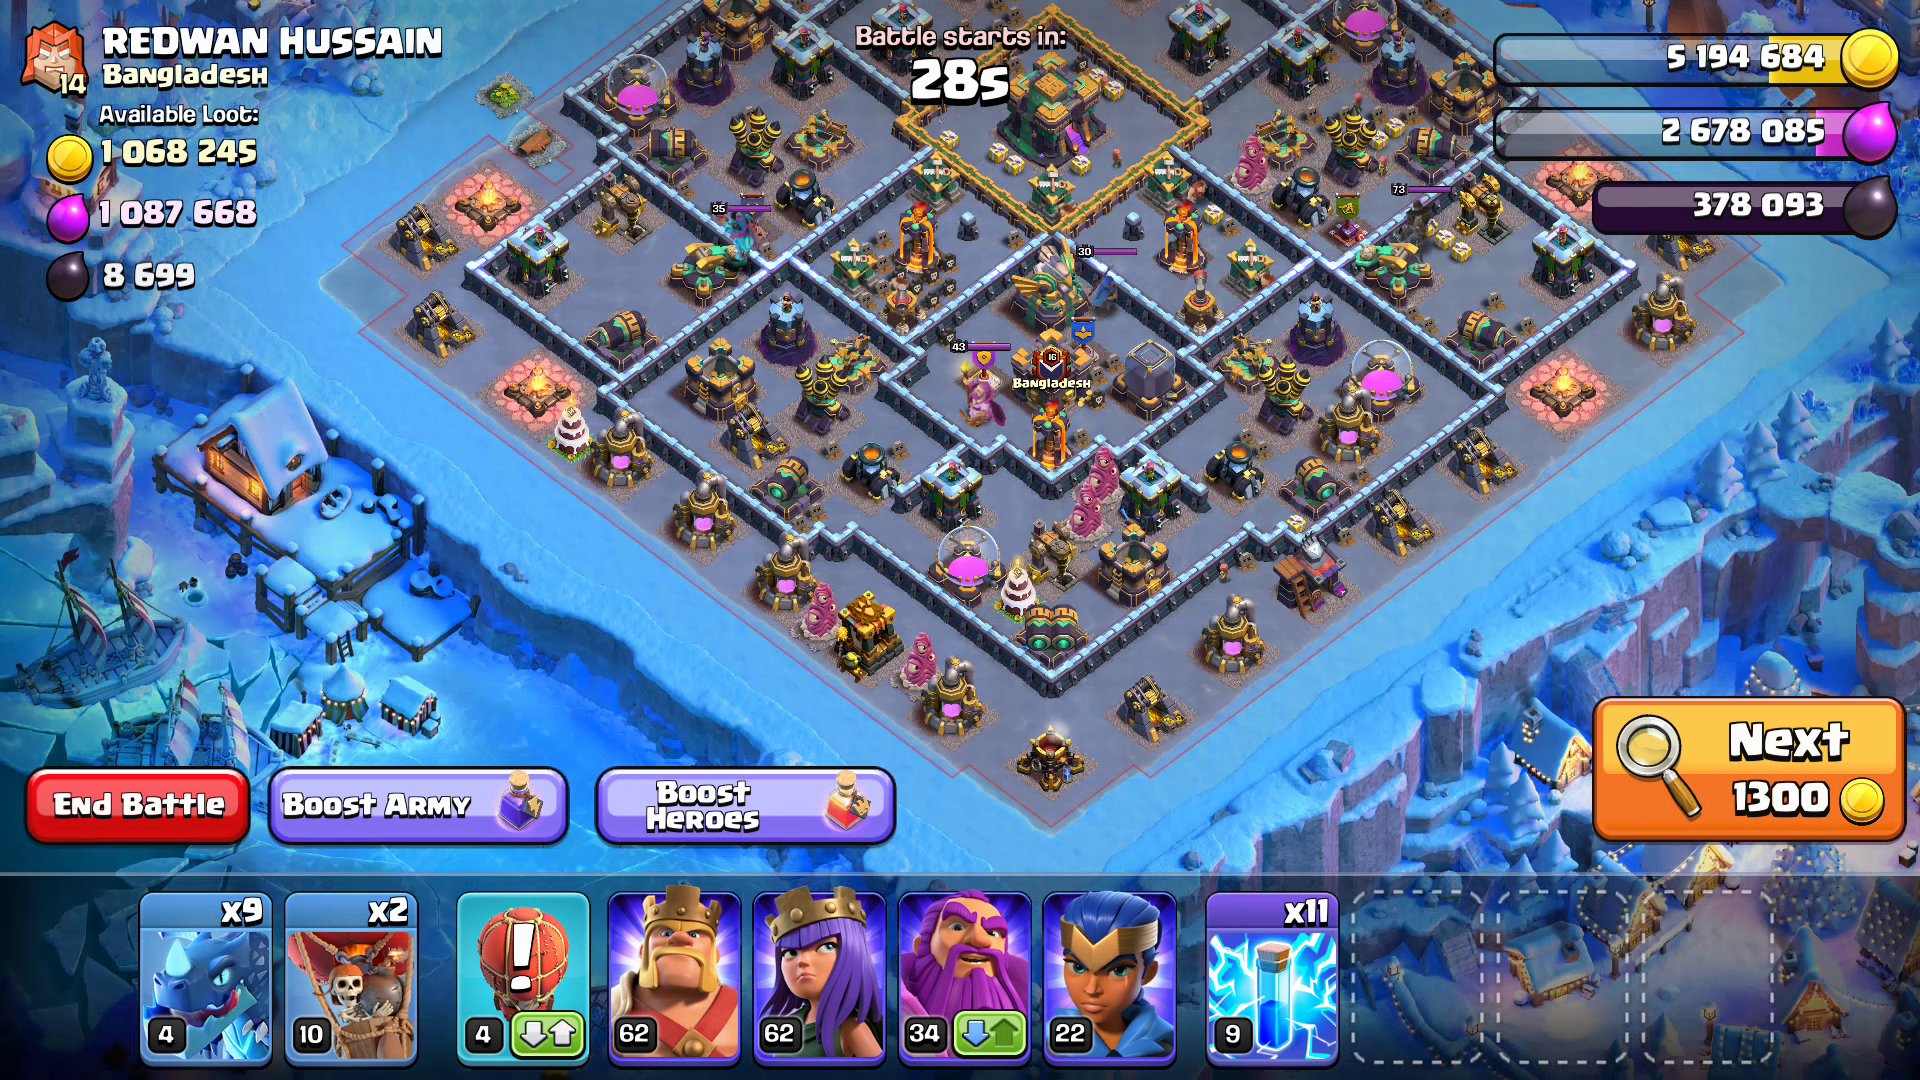 REDWAN HUSSAIN
14
Bangladesh
Available Loot:
1 068 245
1 087 668
8 699
Battle starts in:
28s
5 194 684
2 678 085
378 093
35
73
30
43
16
Bangladesh
End Battle
Boost Army
Boost
Heroes
Next
1300
x9
4
x2
10
!
4
62
62
34
22
x11
9